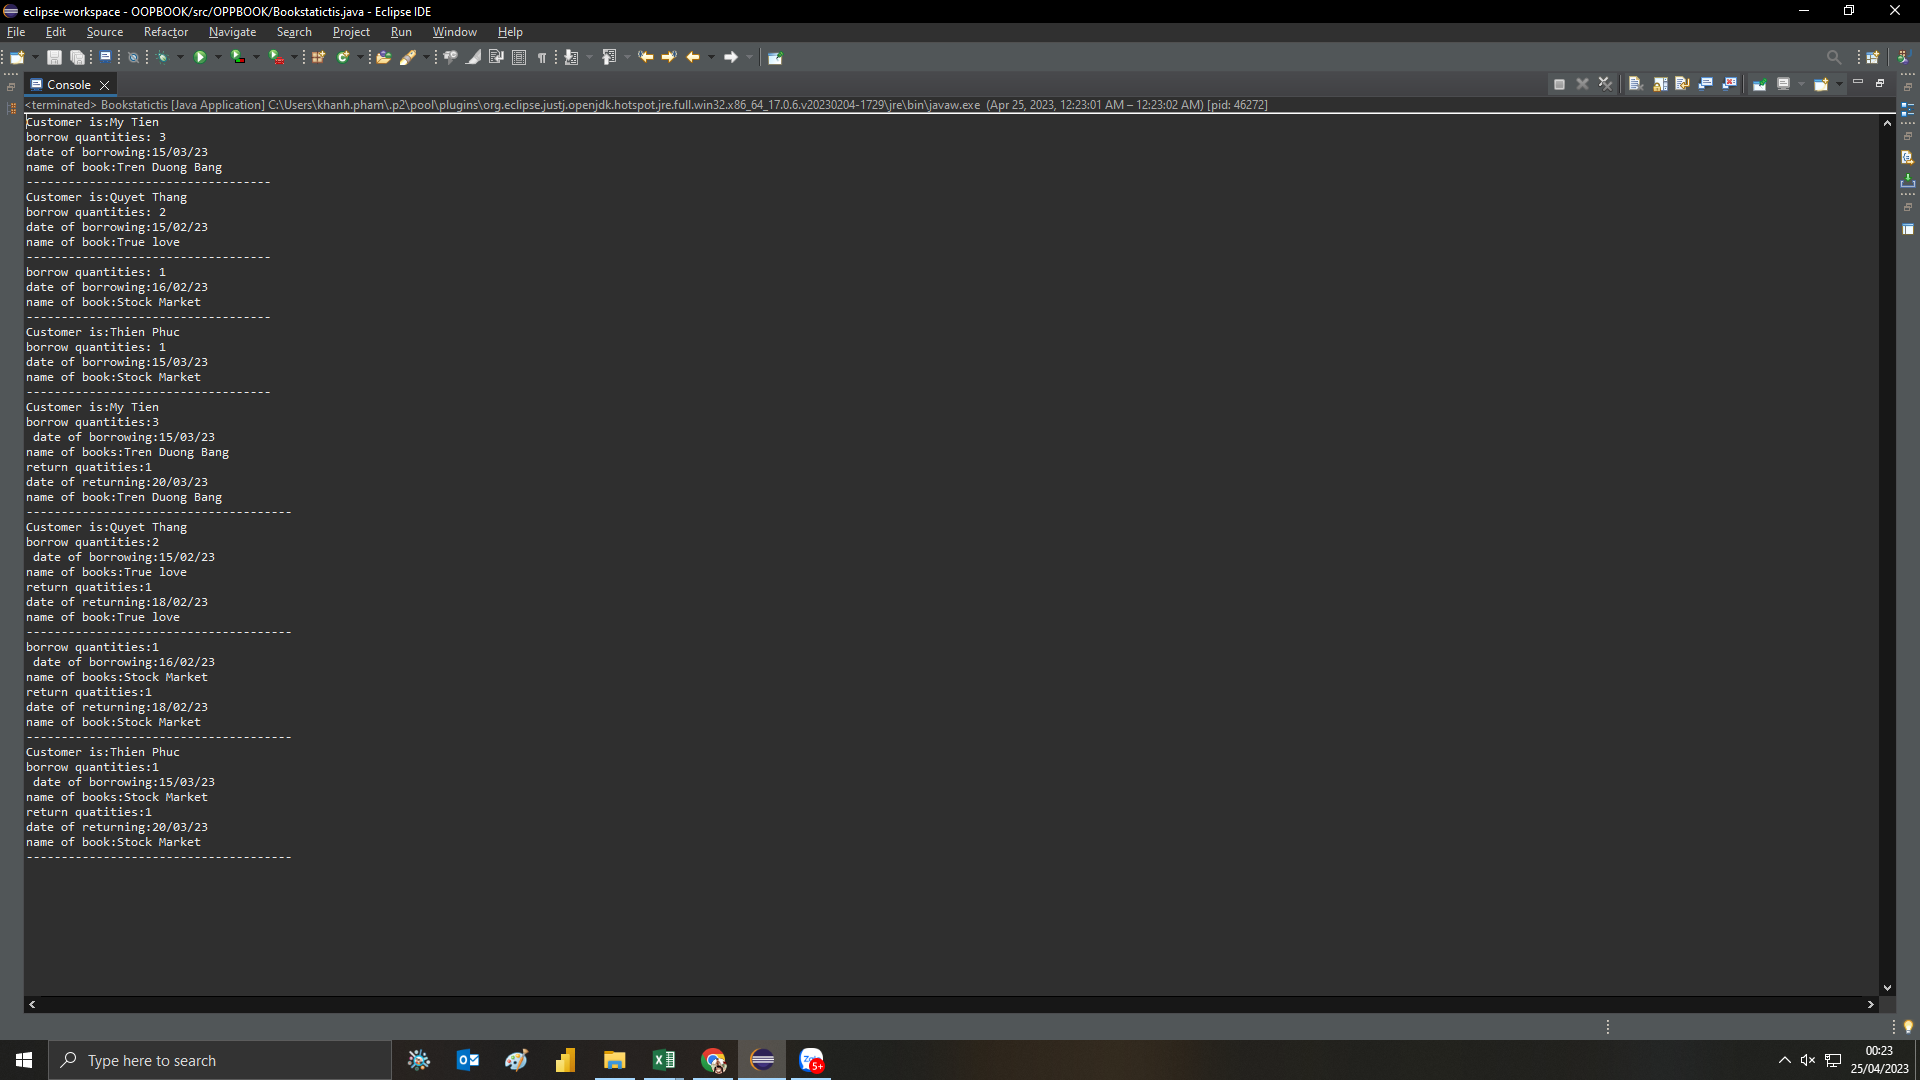 eclipse-workspace - OOPBOOK/src/OPPBOOK/Bookstatictis.java - Eclipse IDE
File Edit Source Refactor Navigate Search Project Run Window Help
Console
<terminated> Bookstatictis [Java Application] C:\Users\khanh.pham\.p2\pool\plugins\org.eclipse.justj.openjdk.hotspot.jre.full.win32.x86_64_17.0.6.v20230204-1729\jre\bin\javaw.exe (Apr 25, 2023, 12:23:01 AM – 12:23:02 AM) [pid: 46272]
Customer is:My Tien
borrow quantities: 3
date of borrowing:15/03/23
name of book:Tren Duong Bang
-----------------------------------
Customer is:Quyet Thang
borrow quantities: 2
date of borrowing:15/02/23
name of book:True love
-----------------------------------
borrow quantities: 1
date of borrowing:16/02/23
name of book:Stock Market
-----------------------------------
Customer is:Thien Phuc
borrow quantities: 1
date of borrowing:15/03/23
name of book:Stock Market
-----------------------------------
Customer is:My Tien
borrow quantities:3
 date of borrowing:15/03/23
name of books:Tren Duong Bang
return quatities:1
date of returning:20/03/23
name of book:Tren Duong Bang
--------------------------------------
Customer is:Quyet Thang
borrow quantities:2
 date of borrowing:15/02/23
name of books:True love
return quatities:1
date of returning:18/02/23
name of book:True love
--------------------------------------
borrow quantities:1
 date of borrowing:16/02/23
name of books:Stock Market
return quatities:1
date of returning:18/02/23
name of book:Stock Market
--------------------------------------
Customer is:Thien Phuc
borrow quantities:1
 date of borrowing:15/03/23
name of books:Stock Market
return quatities:1
date of returning:20/03/23
name of book:Stock Market
--------------------------------------
Type here to search
5+
00:23
25/04/2023